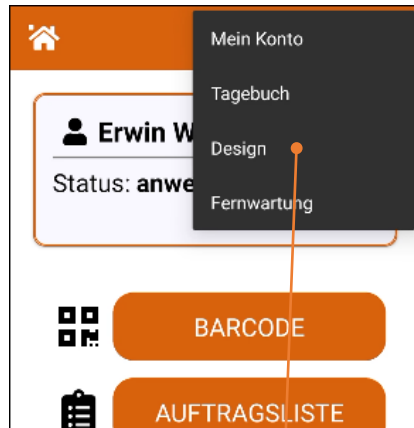 Mein Konto
Tagebuch
Erwin W
Design
Status: anwe
Fernwartung
BARCODE
AUFTRAGSLISTE